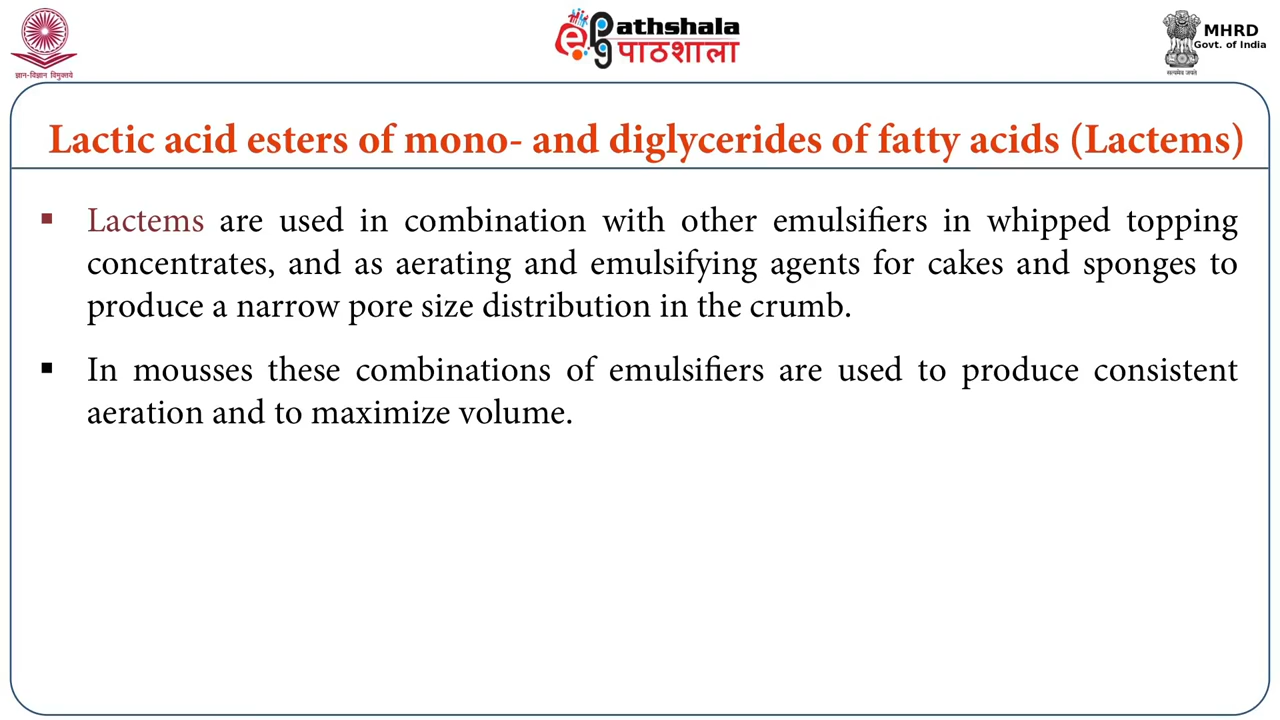 ज्ञान-विज्ञान विमुक्तये
ePathshala
पाठशाला
MHRD
Govt. of India
सत्यमेव जयते
Lactic acid esters of mono- and diglycerides of fatty acids (Lactems)
▪ Lactems are used in combination with other emulsifiers in whipped topping
concentrates, and as aerating and emulsifying agents for cakes and sponges to
produce a narrow pore size distribution in the crumb.
▪ In mousses these combinations of emulsifiers are used to produce consistent
aeration and to maximize volume.